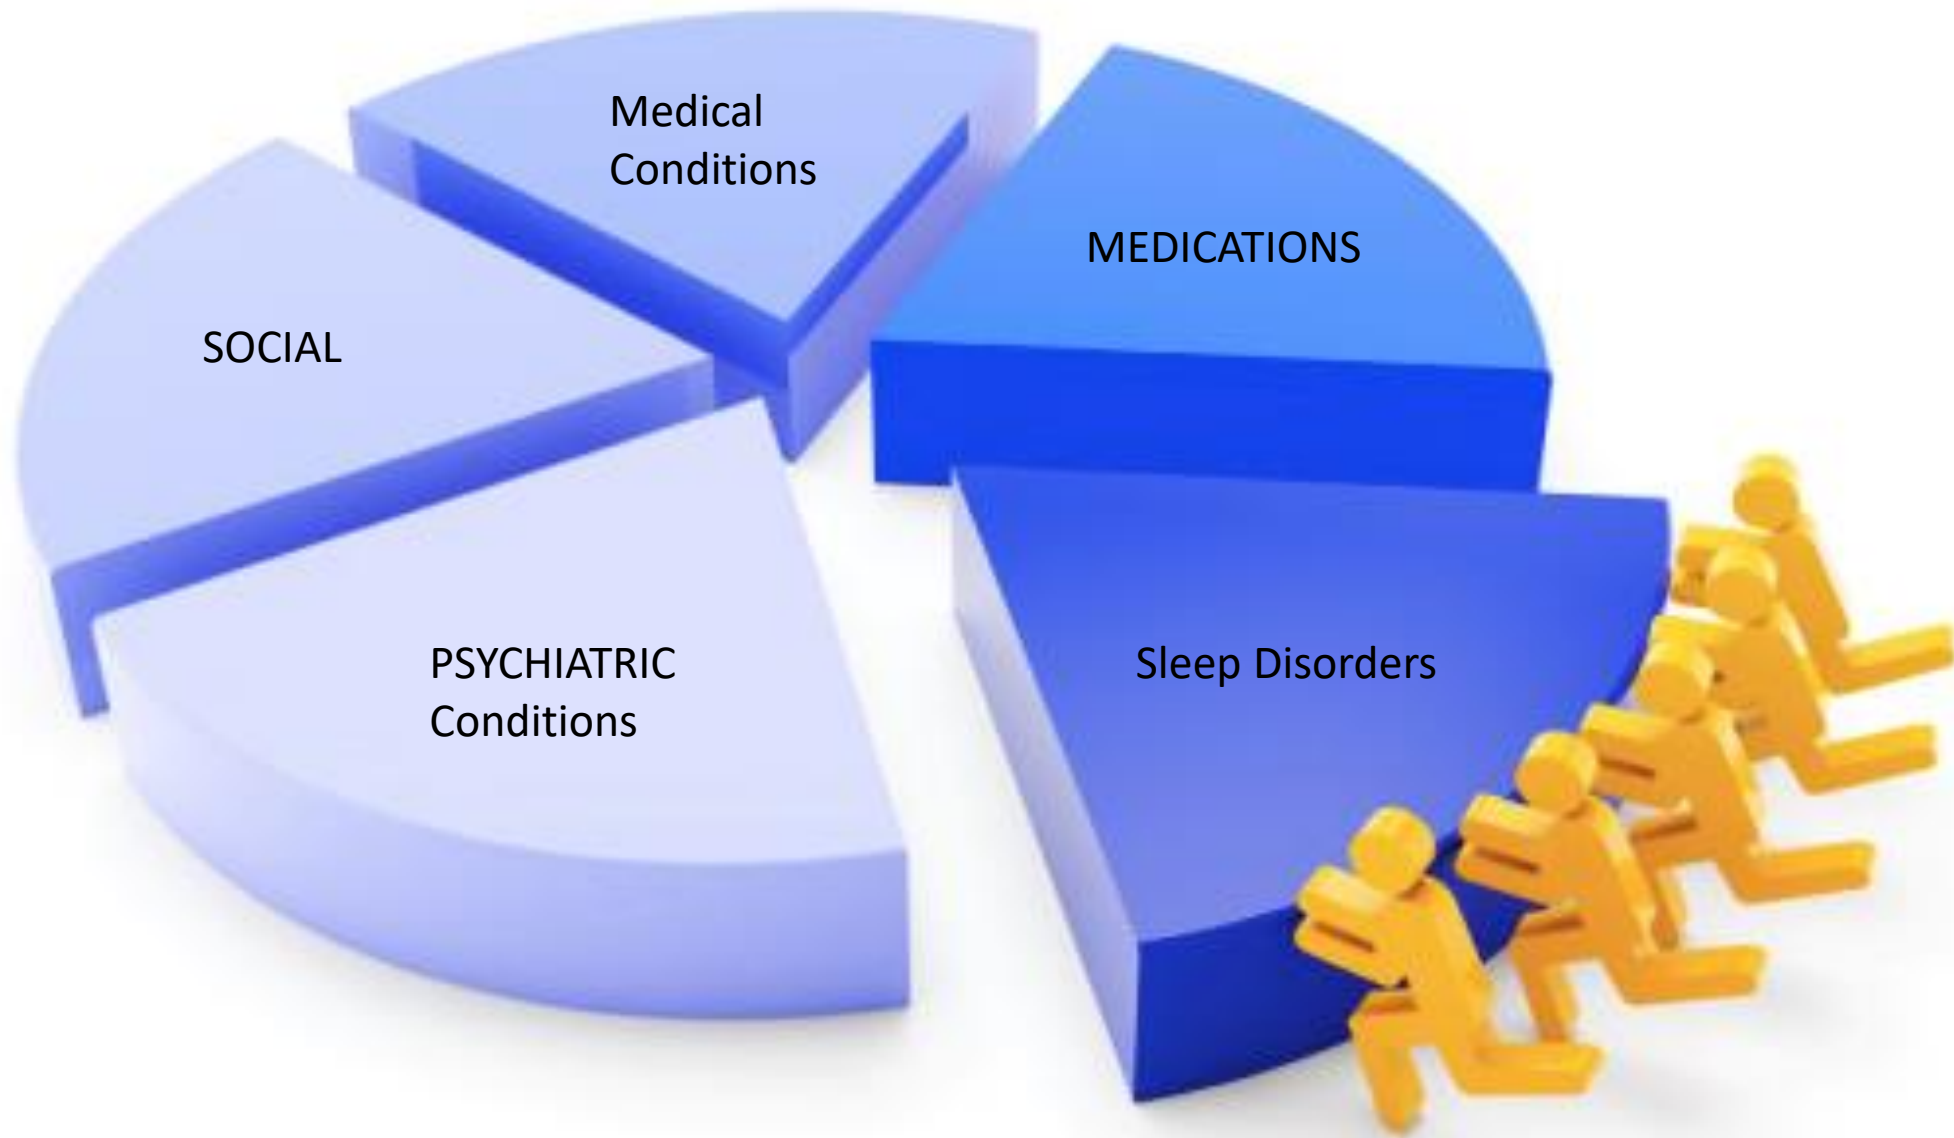 Medical
Conditions
MEDICATIONS
SOCIAL
PSYCHIATRIC
Conditions
Sleep Disorders